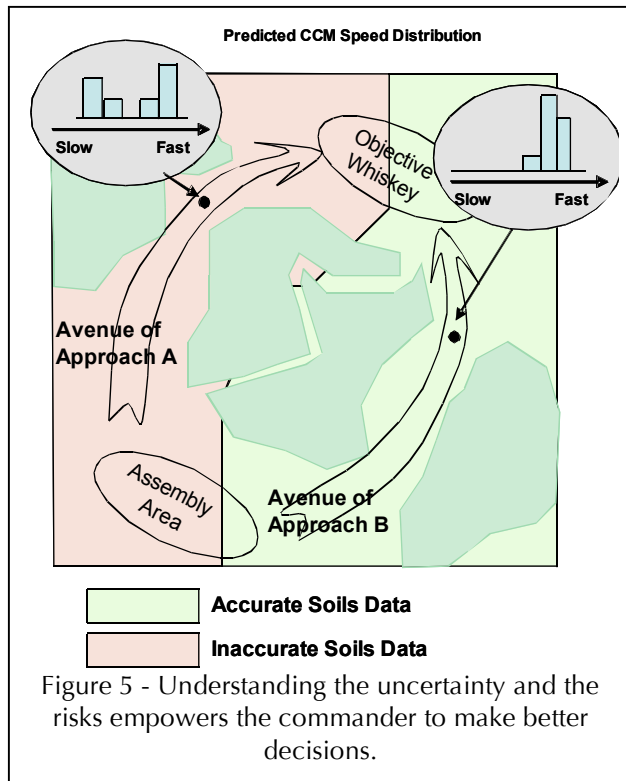 Predicted CCM Speed Distribution
Slow Fast
Objective
Whiskey
Slow Fast
Avenue of
Approach A
Assembly
Area
Avenue of
Approach B
Accurate Soils Data
Inaccurate Soils Data
Figure 5 - Understanding the uncertainty and the
risks empowers the commander to make better
decisions.